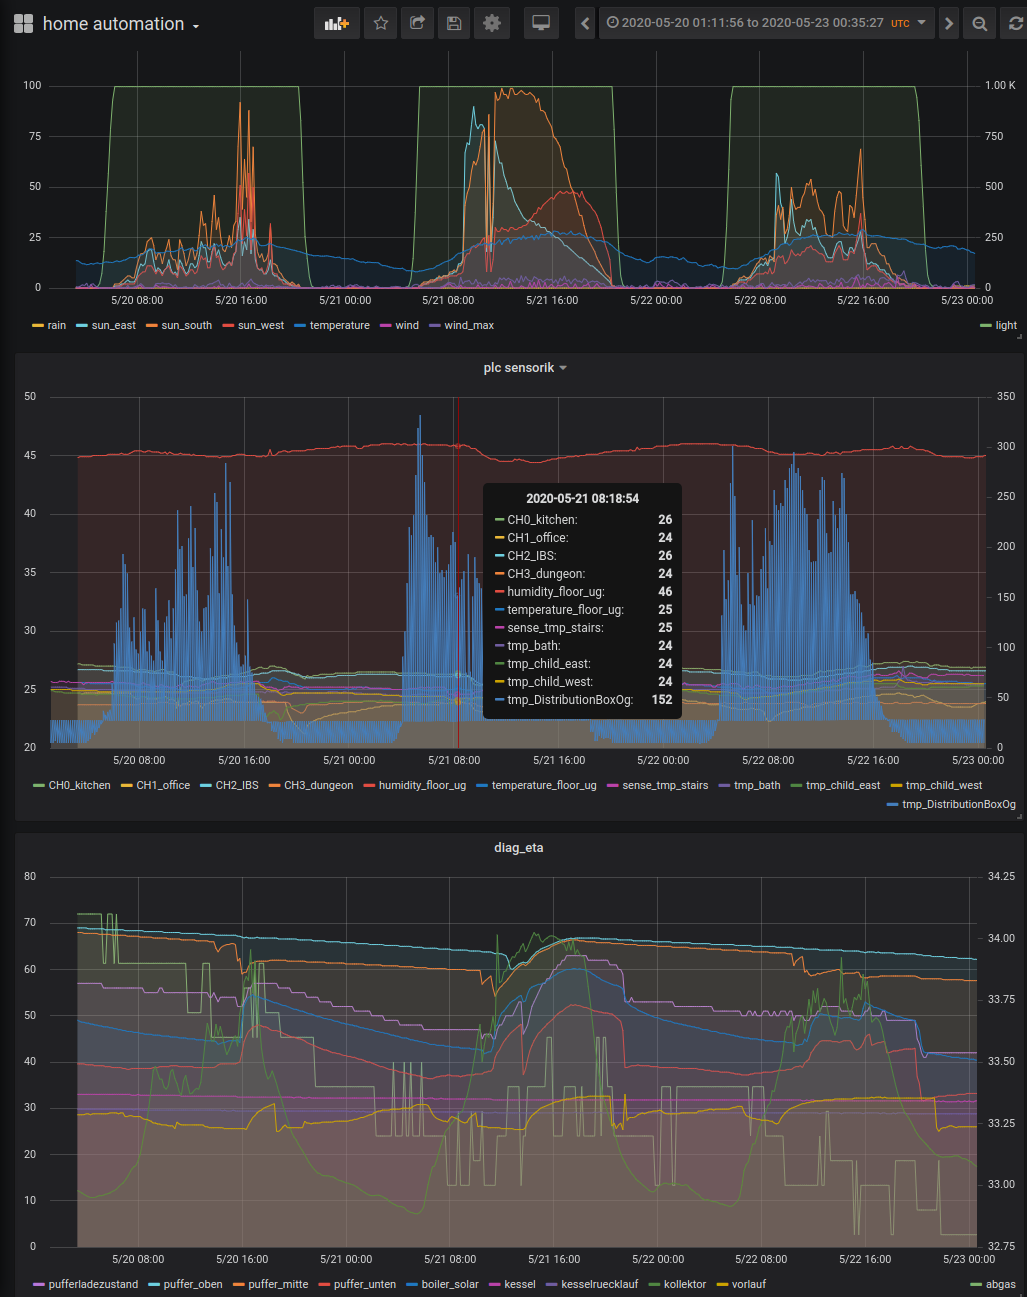 home automation
2020-05-20 01:11:56 to 2020-05-23 00:35:27 UTC
100 1.00 K
75 750
50 500
25 250
0 0
5/20 08:00 5/20 16:00 5/21 00:00 5/21 08:00 5/21 16:00 5/22 00:00 5/22 08:00 5/22 16:00 5/23 00:00
rain sun_east sun_south sun_west temperature wind wind_max light
plc sensorik
50 350
45 300
40 250
35 200
30 150
25 100
20 50
0
2020-05-21 08:18:54
CH0_kitchen: 26
CH1_office: 24
CH2_IBS: 26
CH3_dungeon: 24
humidity_floor_ug: 46
temperature_floor_ug: 25
sense_tmp_stairs: 25
tmp_bath: 24
tmp_child_east: 24
tmp_child_west: 24
tmp_DistributionBoxOg: 152
5/20 08:00 5/20 16:00 5/21 00:00 5/21 08:00 5/21 16:00 5/22 00:00 5/22 08:00 5/22 16:00 5/23 00:00
CH0_kitchen CH1_office CH2_IBS CH3_dungeon humidity_floor_ug temperature_floor_ug sense_tmp_stairs tmp_bath tmp_child_east tmp_child_west
tmp_DistributionBoxOg
diag_eta
80 34.25
70 34.00
60 33.75
50 33.50
40 33.25
30 33.00
20 32.75
10
0
5/20 08:00 5/20 16:00 5/21 00:00 5/21 08:00 5/21 16:00 5/22 00:00 5/22 08:00 5/22 16:00 5/23 00:00
pufferladezustand puffer_oben puffer_mitte puffer_unten boiler_solar kessel kesselruecklauf kollektor vorlauf abgas